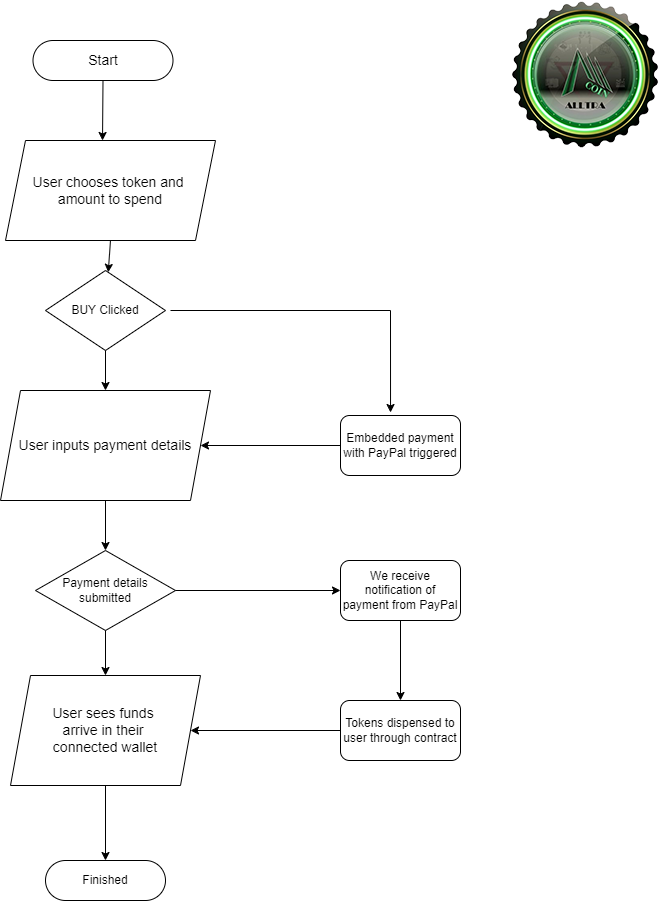 Start
COIN
ALLTRA
User chooses token and
amount to spend
BUY Clicked
User inputs payment details
Embedded payment
with PayPal triggered
Payment details
submitted
We receive
notification of
payment from PayPal
User sees funds
arrive in their
connected wallet
Tokens dispensed to
user through contract
Finished